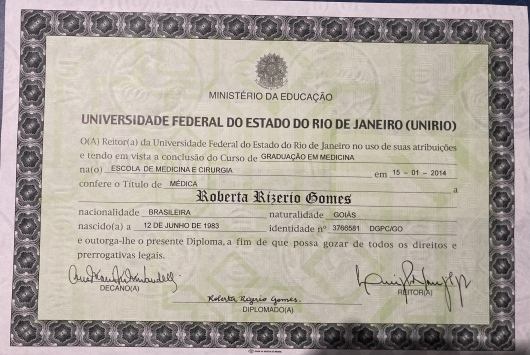 MINISTÉRIO DA EDUCAÇÃO
UNIVERSIDADE FEDERAL DO ESTADO DO RIO DE JANEIRO (UNIRIO)
O(A) Reitor(a) da Universidade Federal do Estado do Rio de Janeiro no uso de suas atribuições
e tendo em vista a conclusão do Curso de GRADUAÇÃO EM MEDICINA
na(o) ESCOLA DE MEDICINA E CIRURGIA em 15 - 01 - 2014
confere o Título de MÉDICA a
Roberta Rizerio Gomes
nacionalidade BRASILEIRA naturalidade GOIÁS
nascido(a) a 12 DE JUNHO DE 1983 identidade nº 3766581 DGPC/GO
e outorga-lhe o presente Diploma, a fim de que possa gozar de todos os direitos e
prerrogativas legais.
DECANO(A)
REITOR(A)
Roberta Rizerio Gomes.
DIPLOMADO(A)